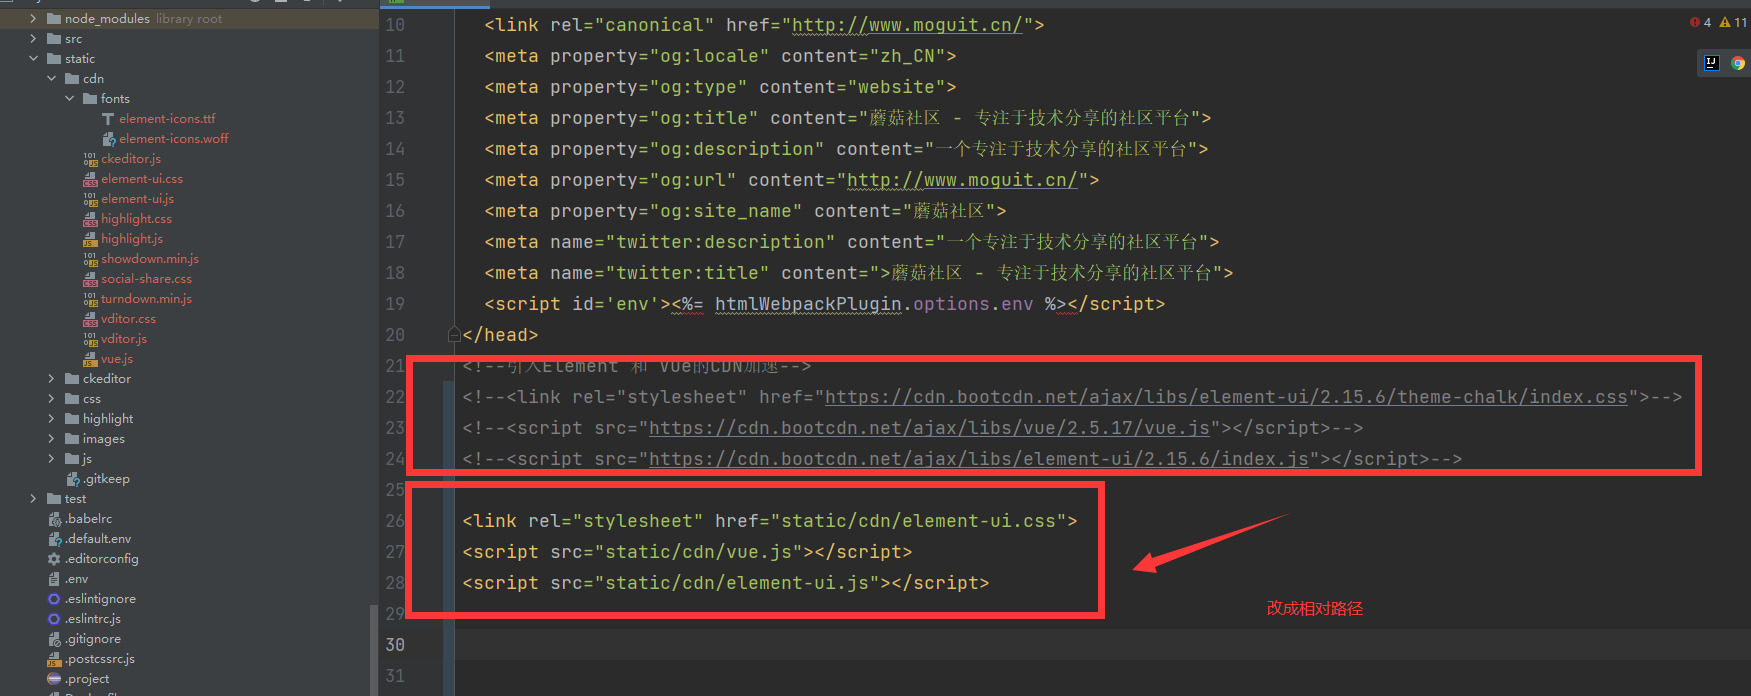 node_modules library root
src
static
cdn
fonts
element-icons.ttf
element-icons.woff
ckeditor.js
element-ui.css
element-ui.js
highlight.css
highlight.js
showdown.min.js
social-share.css
turndown.min.js
vditor.css
vditor.js
vue.js
ckeditor
css
highlight
images
js
.gitkeep
test
.babelrc
.default.env
.editorconfig
.env
.eslintignore
.eslintrc.js
.gitignore
.postcssrc.js
.project
10 <link rel="canonical" href="http://www.moguit.cn/">
11 <meta property="og:locale" content="zh_CN">
12 <meta property="og:type" content="website">
13 <meta property="og:title" content="蘑菇社区 - 专注于技术分享的社区平台">
14 <meta property="og:description" content="一个专注于技术分享的社区平台">
15 <meta property="og:url" content="http://www.moguit.cn/">
16 <meta property="og:site_name" content="蘑菇社区">
17 <meta name="twitter:description" content="一个专注于技术分享的社区平台">
18 <meta name="twitter:title" content=">蘑菇社区 - 专注于技术分享的社区平台">
19 <script id='env'><%= htmlWebpackPlugin.options.env %></script>
20 </head>
21 <!--引入Element 和 Vue的CDN加速-->
22 <!--<link rel="stylesheet" href="https://cdn.bootcdn.net/ajax/libs/element-ui/2.15.6/theme-chalk/index.css">-->
23 <!--<script src="https://cdn.bootcdn.net/ajax/libs/vue/2.5.17/vue.js"></script>-->
24 <!--<script src="https://cdn.bootcdn.net/ajax/libs/element-ui/2.15.6/index.js"></script>-->
25
26 <link rel="stylesheet" href="static/cdn/element-ui.css">
27 <script src="static/cdn/vue.js"></script>
28 <script src="static/cdn/element-ui.js"></script>
29
30
31
4 11
改成相对路径